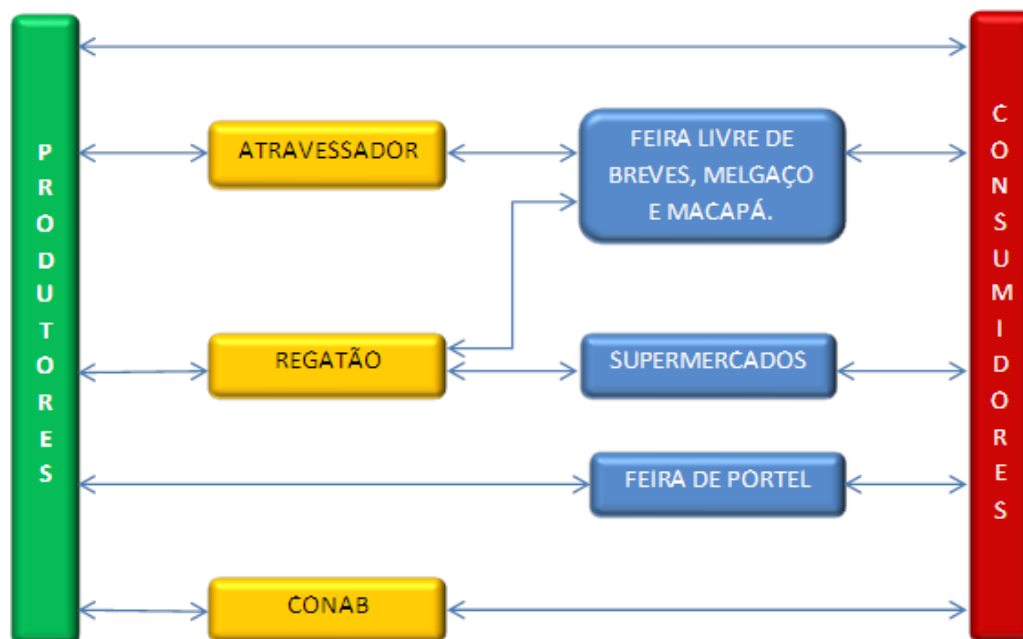 PRODUTORES
ATRAVESSADOR
FEIRA LIVRE DE
BREVES, MELGAÇO
E MACAPÁ.
REGATÃO
SUPERMERCADOS
FEIRA DE PORTEL
CONAB
CONSUMIDORES